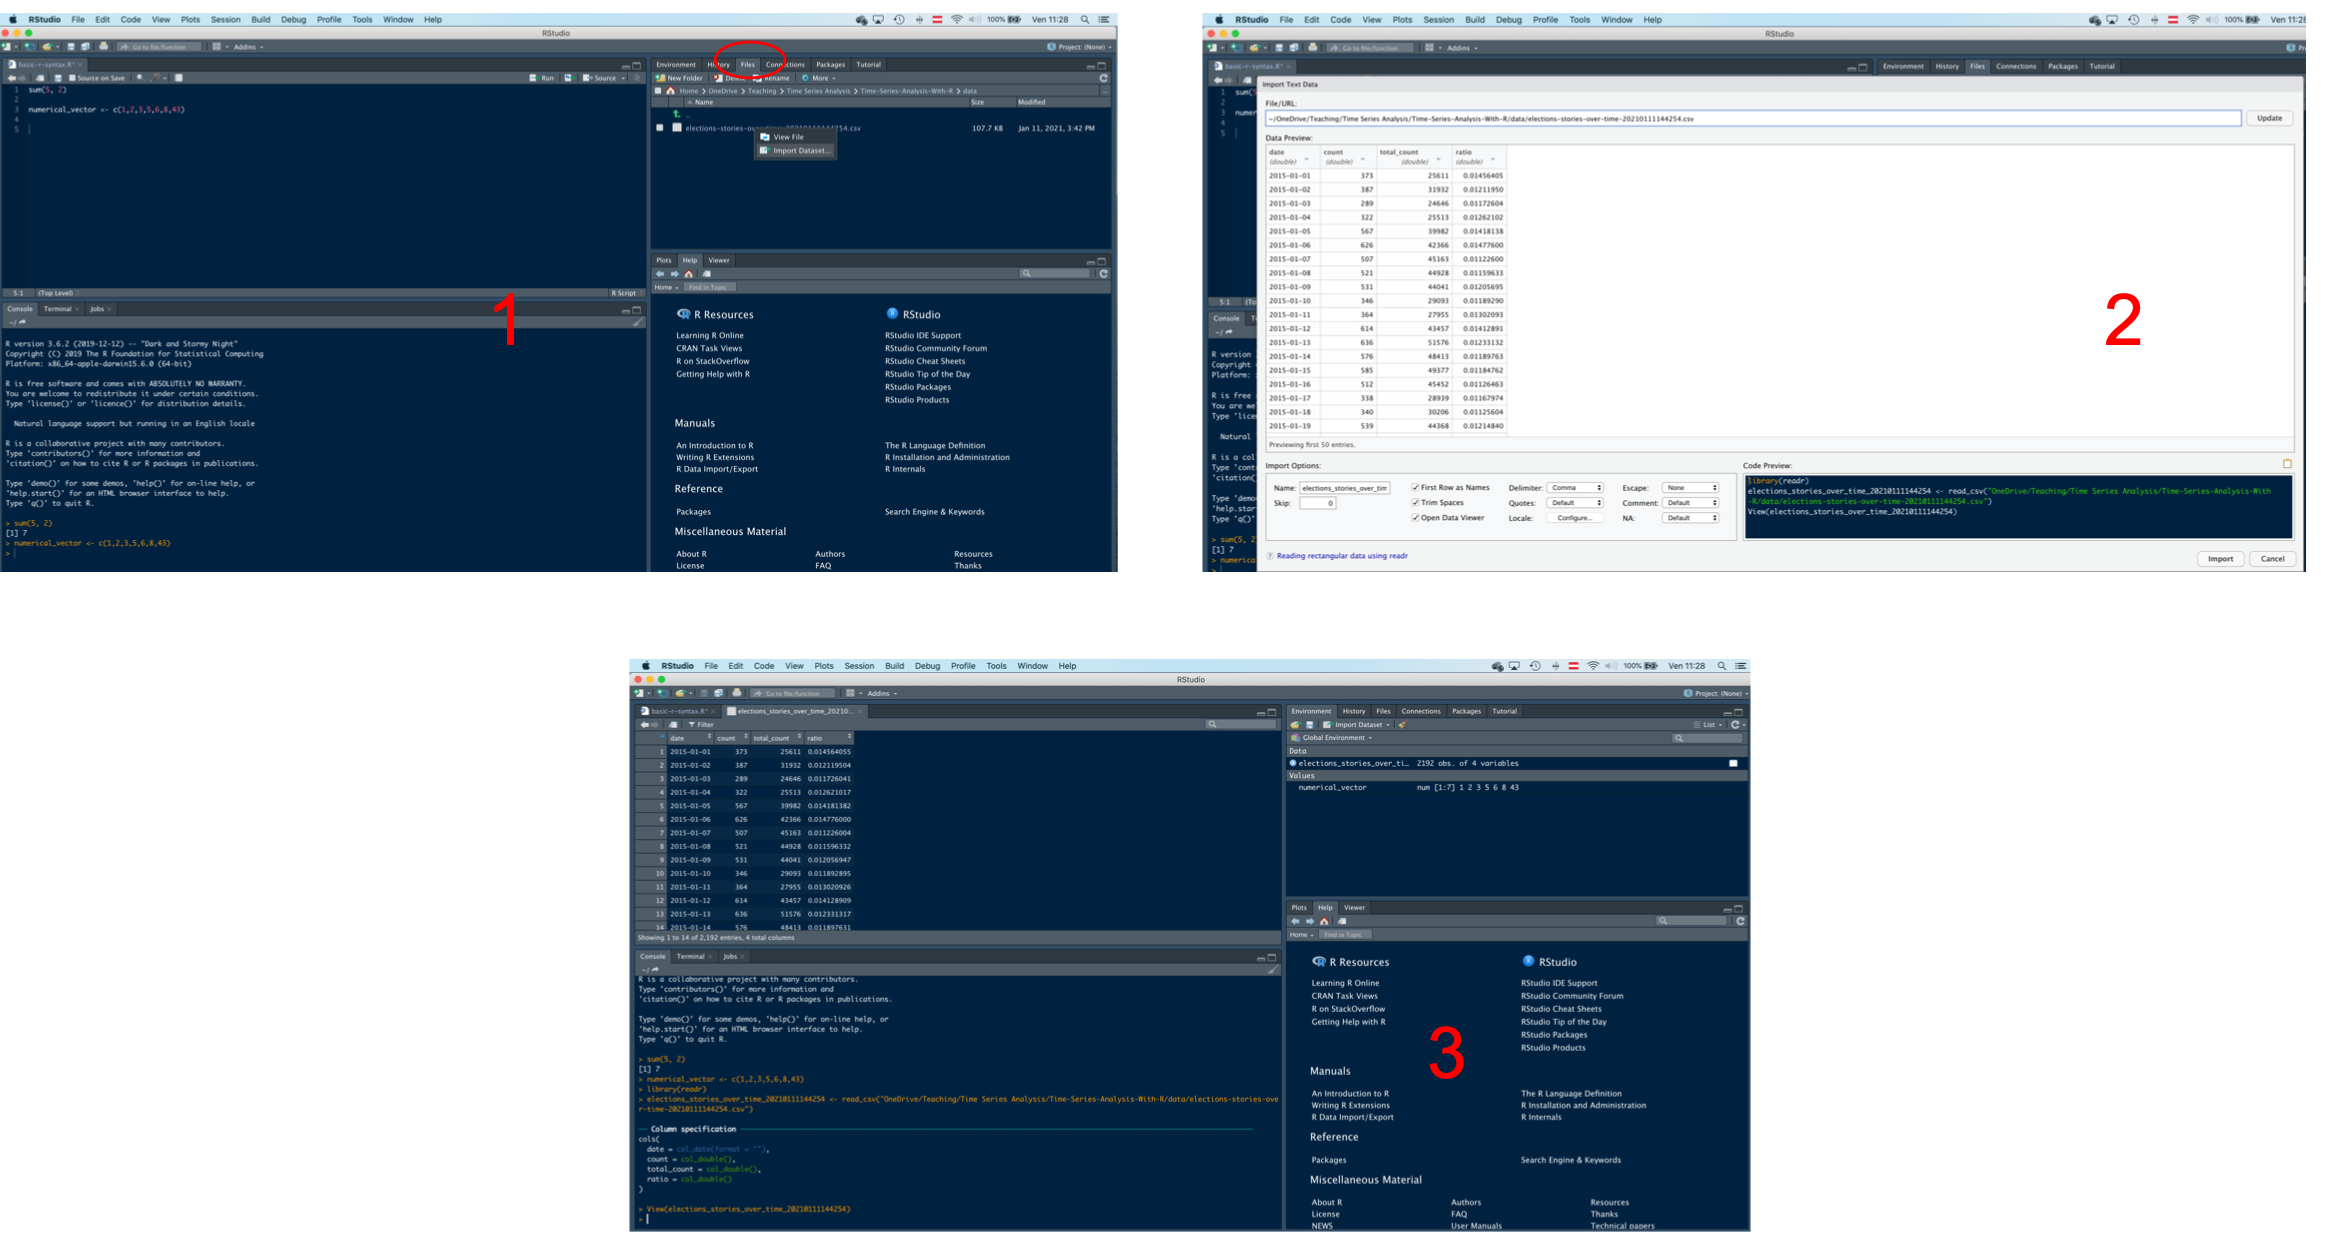 RStudio File Edit Code View Plots Session Build Debug Profile Tools Window Help 100% Ven 11:28
RStudio
Go to file/function Addins Project: (None)
basic-r-syntax.R*
Source on Save Run Source
1 sum(5, 2)
2
3 numerical_vector <- c(1,2,3,5,6,8,43)
4
5
5:1 (Top Level) R Script
Console Terminal Jobs
~/
R version 3.6.2 (2019-12-12) -- "Dark and Stormy Night"
Copyright (C) 2019 The R Foundation for Statistical Computing
Platform: x86_64-apple-darwin15.6.0 (64-bit)
R is free software and comes with ABSOLUTELY NO WARRANTY.
You are welcome to redistribute it under certain conditions.
Type 'license()' or 'licence()' for distribution details.
Natural language support but running in an English locale
R is a collaborative project with many contributors.
Type 'contributors()' for more information and
'citation()' on how to cite R or R packages in publications.
Type 'demo()' for some demos, 'help()' for on-line help, or
'help.start()' for an HTML browser interface to help.
Type 'q()' to quit R.
> sum(5, 2)
[1] 7
> numerical_vector <- c(1,2,3,5,6,8,43)
>
1
Environment History Files Connections Packages Tutorial
New Folder Delete Rename More
Home > OneDrive > Teaching > Time Series Analysis > Time-Series-Analysis-With-R > data
Name Size Modified
..
elections-stories-over-time-20210111144254.csv 107.7 KB Jan 11, 2021, 3:42 PM
View File
Import Dataset...
Plots Help Viewer
Home Find in Topic
R Resources RStudio
Learning R Online RStudio IDE Support
CRAN Task Views RStudio Community Forum
R on StackOverflow RStudio Cheat Sheets
Getting Help with R RStudio Tip of the Day
RStudio Packages
RStudio Products
Manuals
An Introduction to R The R Language Definition
Writing R Extensions R Installation and Administration
R Data Import/Export R Internals
Reference
Packages Search Engine & Keywords
Miscellaneous Material
About R Authors Resources
License FAQ Thanks
RStudio File Edit Code View Plots Session Build Debug Profile Tools Window Help 100% Ven 11:28
RStudio
Go to file/function Addins
basic-r-syntax.R* Environment History Files Connections Packages Tutorial
Import Text Data
File/URL:
~/OneDrive/Teaching/Time Series Analysis/Time-Series-Analysis-With-R/data/elections-stories-over-time-20210111144254.csv Update
Data Preview:
date count total_count ratio
(double) (double) (double) (double)
2015-01-01 373 25611 0.01456405
2015-01-02 387 31932 0.01211950
2015-01-03 289 24646 0.01172604
2015-01-04 322 25513 0.01262102
2015-01-05 567 39982 0.01418138
2015-01-06 626 42366 0.01477600
2015-01-07 507 45163 0.01122600
2015-01-08 521 44928 0.01159633
2015-01-09 531 44041 0.01205695
2015-01-10 346 29093 0.01189290
2015-01-11 364 27955 0.01302093
2015-01-12 614 43457 0.01412891
2015-01-13 636 51576 0.01233132
2015-01-14 576 48413 0.01189763
2015-01-15 585 49377 0.01184762
2015-01-16 512 45452 0.01126463
2015-01-17 338 28939 0.01167974
2015-01-18 340 30206 0.01125604
2015-01-19 539 44368 0.01214840
Previewing first 50 entries.
2
Import Options:
Name: elections_stories_over_tim First Row as Names Delimiter: Comma Escape: None
Skip: 0 Trim Spaces Quotes: Default Comment: Default
Open Data Viewer Locale: Configure... NA: Default
Code Preview:
library(readr)
elections_stories_over_time_20210111144254 <- read_csv("OneDrive/Teaching/Time Series Analysis/Time-Series-Analysis-With
-R/data/elections-stories-over-time-20210111144254.csv")
View(elections_stories_over_time_20210111144254)
Reading rectangular data using readr Import Cancel
RStudio File Edit Code View Plots Session Build Debug Profile Tools Window Help 100% Ven 11:28
RStudio
Go to file/function Addins Project: (None)
basic-r-syntax.R* elections_stories_over_time_20210...
Filter
date count total_count ratio
1 2015-01-01 373 25611 0.014564055
2 2015-01-02 387 31932 0.012119504
3 2015-01-03 289 24646 0.011726041
4 2015-01-04 322 25513 0.012621017
5 2015-01-05 567 39982 0.014181382
6 2015-01-06 626 42366 0.014776000
7 2015-01-07 507 45163 0.011226004
8 2015-01-08 521 44928 0.011596332
9 2015-01-09 531 44041 0.012056947
10 2015-01-10 346 29093 0.011892895
11 2015-01-11 364 27955 0.013020926
12 2015-01-12 614 43457 0.014128909
13 2015-01-13 636 51576 0.012331317
14 2015-01-14 576 48413 0.011897631
Showing 1 to 14 of 2,192 entries, 4 total columns
Console Terminal Jobs
~/
R is a collaborative project with many contributors.
Type 'contributors()' for more information and
'citation()' on how to cite R or R packages in publications.
Type 'demo()' for some demos, 'help()' for on-line help, or
'help.start()' for an HTML browser interface to help.
Type 'q()' to quit R.
> sum(5, 2)
[1] 7
> numerical_vector <- c(1,2,3,5,6,8,43)
> library(readr)
> elections_stories_over_time_20210111144254 <- read_csv("OneDrive/Teaching/Time Series Analysis/Time-Series-Analysis-With-R/data/elections-stories-ove
r-time-20210111144254.csv")
Column specification
cols(
date = col_date(format = ""),
count = col_double(),
total_count = col_double(),
ratio = col_double()
)
> View(elections_stories_over_time_20210111144254)
>
Environment History Files Connections Packages Tutorial
Import Dataset List
Global Environment
Data
elections_stories_over_ti… 2192 obs. of 4 variables
Values
numerical_vector num [1:7] 1 2 3 5 6 8 43
Plots Help Viewer
Home Find in Topic
R Resources RStudio
Learning R Online RStudio IDE Support
CRAN Task Views RStudio Community Forum
R on StackOverflow RStudio Cheat Sheets
Getting Help with R RStudio Tip of the Day
RStudio Packages
RStudio Products
3
Manuals
An Introduction to R The R Language Definition
Writing R Extensions R Installation and Administration
R Data Import/Export R Internals
Reference
Packages Search Engine & Keywords
Miscellaneous Material
About R Authors Resources
License FAQ Thanks
NEWS User Manuals Technical papers